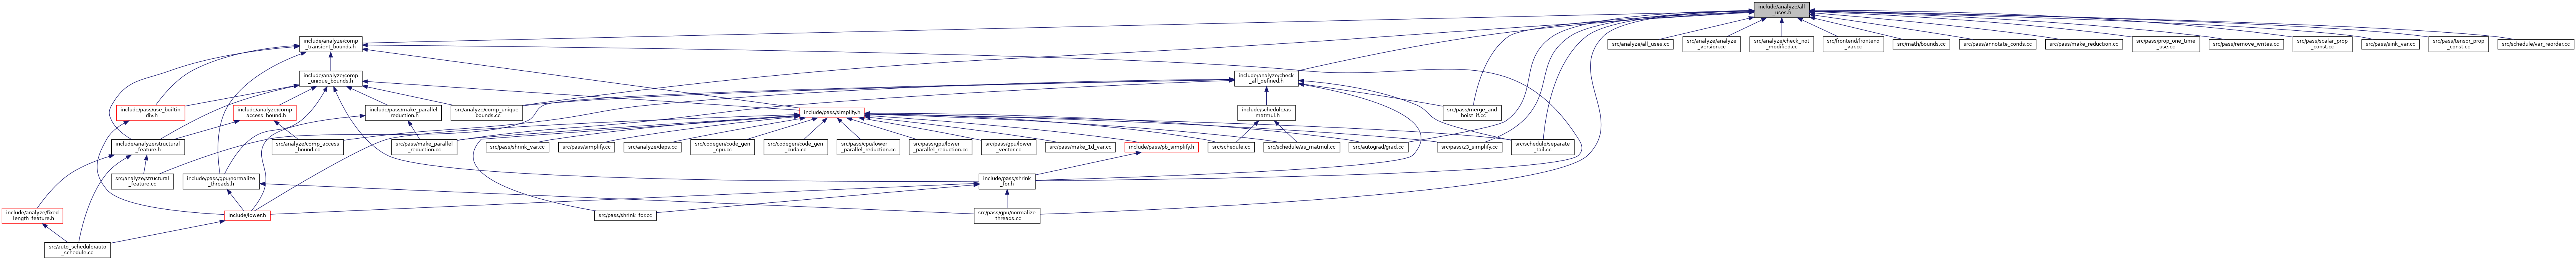 include/analyze/all
_uses.h
include/analyze/comp
_transient_bounds.h
src/analyze/all_uses.cc
src/analyze/analyze
_version.cc
src/analyze/check_not
_modified.cc
src/frontend/frontend
_var.cc
src/math/bounds.cc
src/pass/annotate_conds.cc
src/pass/make_reduction.cc
src/pass/prop_one_time
_use.cc
src/pass/remove_writes.cc
src/pass/scalar_prop
_const.cc
src/pass/sink_var.cc
src/pass/tensor_prop
_const.cc
src/schedule/var_reorder.cc
include/analyze/comp
_unique_bounds.h
include/analyze/check
_all_defined.h
include/pass/use_builtin
_div.h
include/analyze/comp
_access_bound.h
include/pass/make_parallel
_reduction.h
src/analyze/comp_unique
_bounds.cc
include/pass/simplify.h
include/schedule/as
_matmul.h
src/pass/merge_and
_hoist_if.cc
include/analyze/structural
_feature.h
src/analyze/comp_access
_bound.cc
src/pass/make_parallel
_reduction.cc
src/pass/shrink_var.cc
src/pass/simplify.cc
src/analyze/deps.cc
src/codegen/code_gen
_cpu.cc
src/codegen/code_gen
_cuda.cc
src/pass/cpu/lower
_parallel_reduction.cc
src/pass/gpu/lower
_parallel_reduction.cc
src/pass/gpu/lower
_vector.cc
src/pass/make_1d_var.cc
include/pass/pb_simplify.h
src/schedule.cc
src/schedule/as_matmul.cc
src/autograd/grad.cc
src/pass/z3_simplify.cc
src/schedule/separate
_tail.cc
src/analyze/structural
_feature.cc
include/pass/gpu/normalize
_threads.h
include/pass/shrink
_for.h
include/analyze/fixed
_length_feature.h
include/lower.h
src/pass/shrink_for.cc
src/pass/gpu/normalize
_threads.cc
src/auto_schedule/auto
_schedule.cc